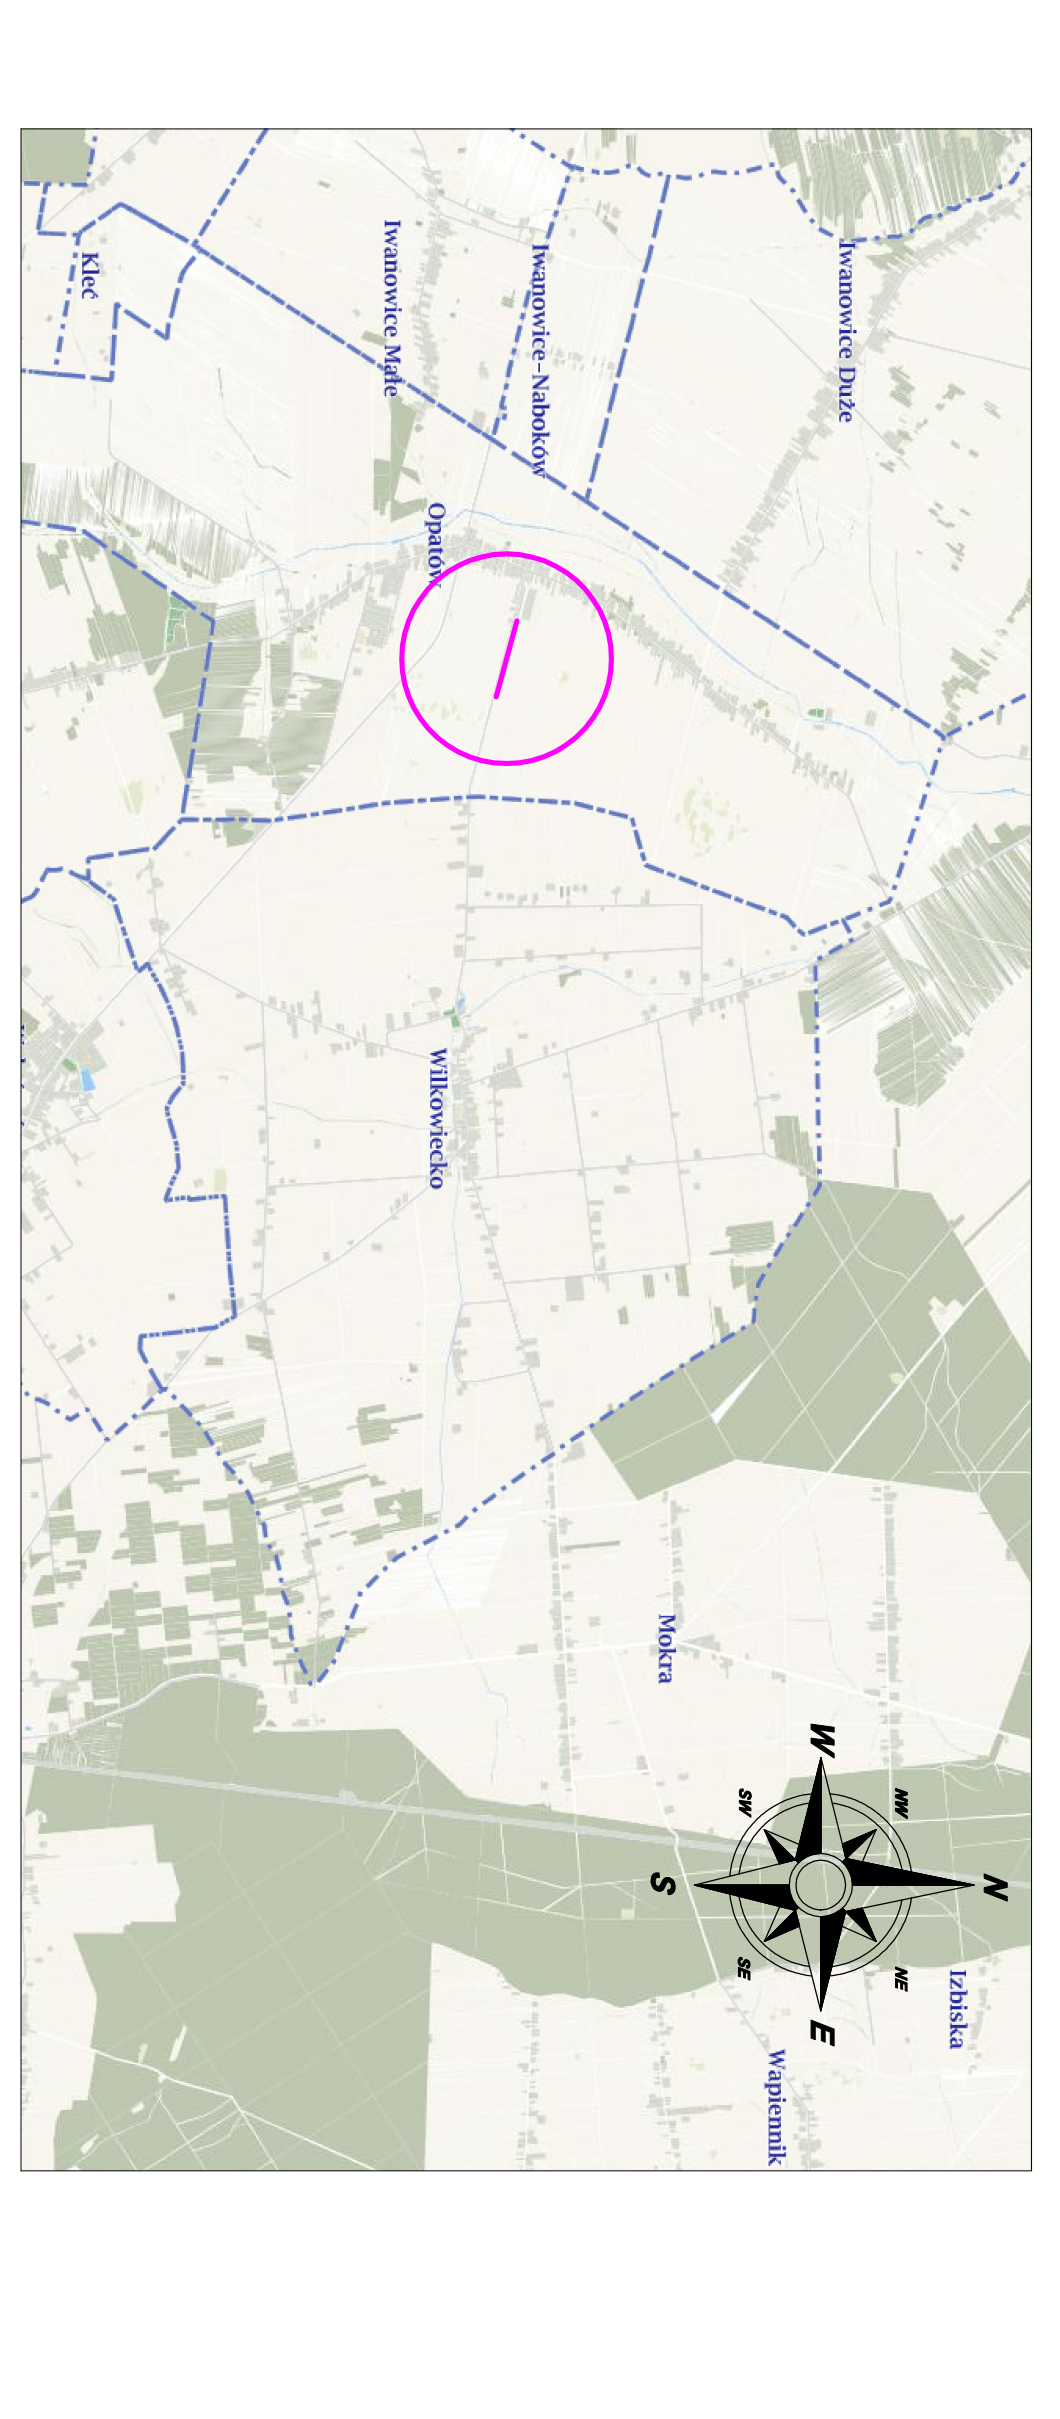 Iwanowice Duże
Iwanowice-Naboków
Iwanowice Małe
Kleć
Opatów
Wilkowiecko
Mokra
Izbiska
Wapiennik
N
NW
NE
W
E
SW
SE
S